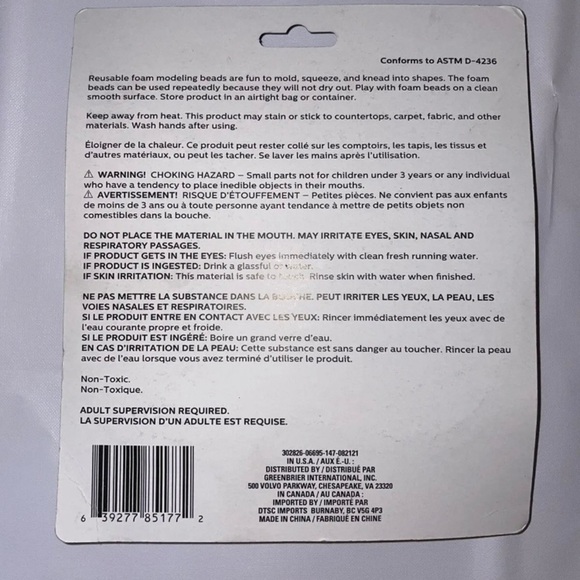 Conforms to ASTM D-4236
Reusable foam modeling beads are fun to mold, squeeze, and knead into shapes. The foam
beads can be used repeatedly because they will not dry out. Play with foam beads on a clean
smooth surface. Store product in an airtight bag or container.
Keep away from heat. This product may stain or stick to countertops, carpet, fabric, and other
materials. Wash hands after using.
Éloigner de la chaleur. Ce produit peut rester collé sur les comptoirs, les tapis, les tissus et
d'autres matériaux, ou peut les tacher. Se laver les mains après l'utilisation.
⚠ WARNING! CHOKING HAZARD – Small parts not for children under 3 years or any individual
who have a tendency to place inedible objects in their mouths.
⚠ AVERTISSEMENT! RISQUE D'ÉTOUFFEMENT – Petites pièces. Ne convient pas aux enfants
de moins de 3 ans ou à toute personne ayant tendance à mettre de petits objets non
comestibles dans la bouche.
DO NOT PLACE THE MATERIAL IN THE MOUTH. MAY IRRITATE EYES, SKIN, NASAL AND
RESPIRATORY PASSAGES.
IF PRODUCT GETS IN THE EYES: Flush eyes immediately with clean fresh running water.
IF PRODUCT IS INGESTED: Drink a glassful of water.
IF SKIN IRRITATION: This material is safe to touch. Rinse skin with water when finished.
NE PAS METTRE LA SUBSTANCE DANS LA BOUCHE. PEUT IRRITER LES YEUX, LA PEAU, LES
VOIES NASALES ET RESPIRATOIRES.
SI LE PRODUIT ENTRE EN CONTACT AVEC LES YEUX: Rincer immédiatement les yeux avec de
l'eau courante propre et froide.
SI LE PRODUIT EST INGÉRÉ: Boire un grand verre d'eau.
EN CAS D'IRRITATION DE LA PEAU: Cette substance est sans danger au toucher. Rincer la peau
avec de l'eau lorsque vous avez terminé d'utiliser le produit.
Non-Toxic.
Non-Toxique.
ADULT SUPERVISION REQUIRED.
LA SUPERVISION D'UN ADULTE EST REQUISE.
6 39277 85177 2
302826-06695-147-082121
IN U.S.A. / AUX É.-U. :
DISTRIBUTED BY / DISTRIBUÉ PAR
GREENBRIER INTERNATIONAL, INC.
500 VOLVO PARKWAY, CHESAPEAKE, VA 23320
IN CANADA / AU CANADA :
IMPORTED BY / IMPORTÉ PAR
DTSC IMPORTS BURNABY, BC V5G 4P3
MADE IN CHINA / FABRIQUÉ EN CHINE